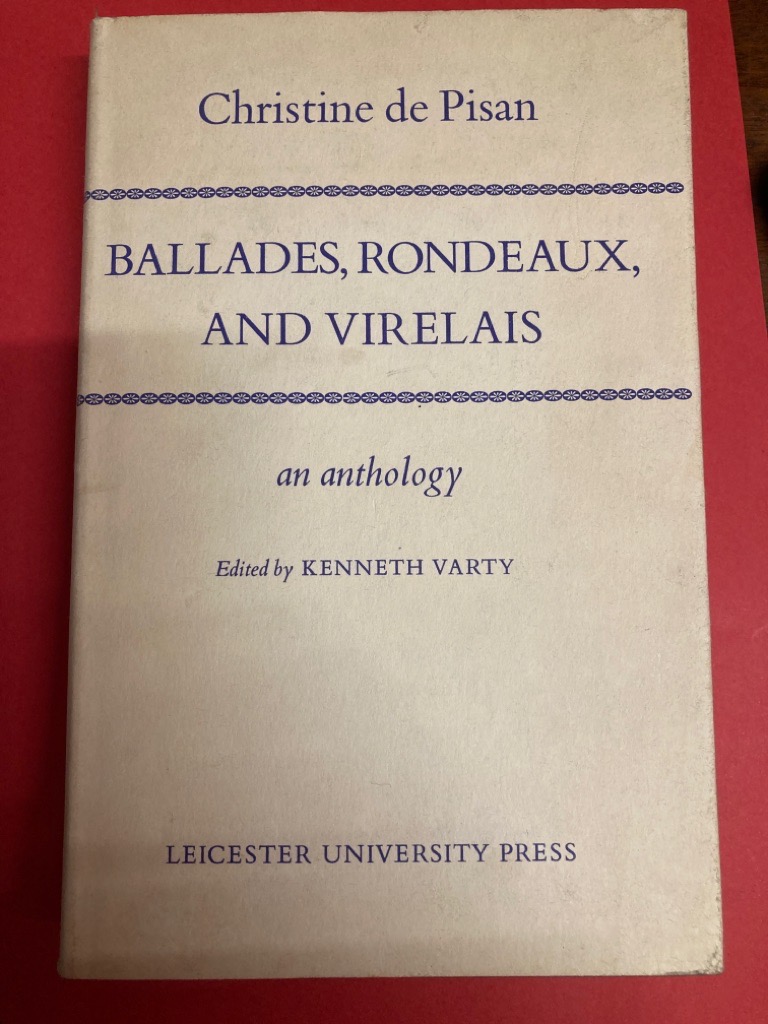 Christine de Pisan
BALLADES, RONDEAUX,
AND VIRELAIS
an anthology
Edited by KENNETH VARTY
LEICESTER UNIVERSITY PRESS